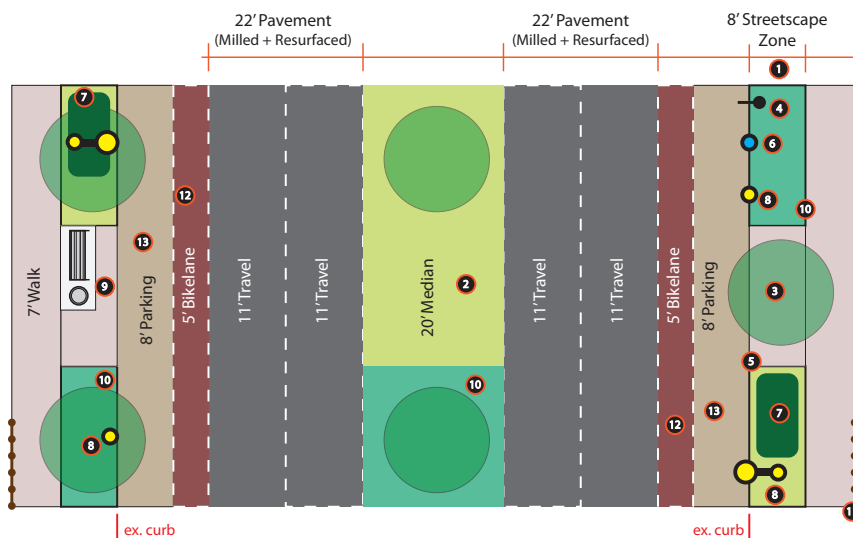 22' Pavement
(Milled + Resurfaced)
22' Pavement
(Milled + Resurfaced)
8' Streetscape
Zone
1
7
4
6
12
8
10
13
9
2
3
7' Walk
8' Parking
5' Bikelane
11' Travel
11' Travel
20' Median
11' Travel
11' Travel
5' Bikelane
8' Parking
5
10
10
13
7
12
8
8
ex. curb
ex. curb